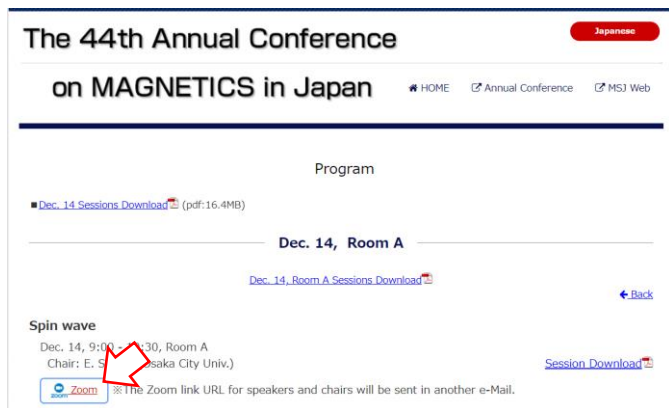 The 44th Annual Conference
Japanese
on MAGNETICS in Japan
HOME Annual Conference MSJ Web
Program
■Dec. 14 Sessions Download (pdf:16.4MB)
Dec. 14, Room A
Dec. 14, Room A Sessions Download
Back
Spin wave
Dec. 14, 9:00 - :30, Room A
Chair: E. Osaka City Univ.)
Session Download
zoom Zoom ※The Zoom link URL for speakers and chairs will be sent in another e-Mail.